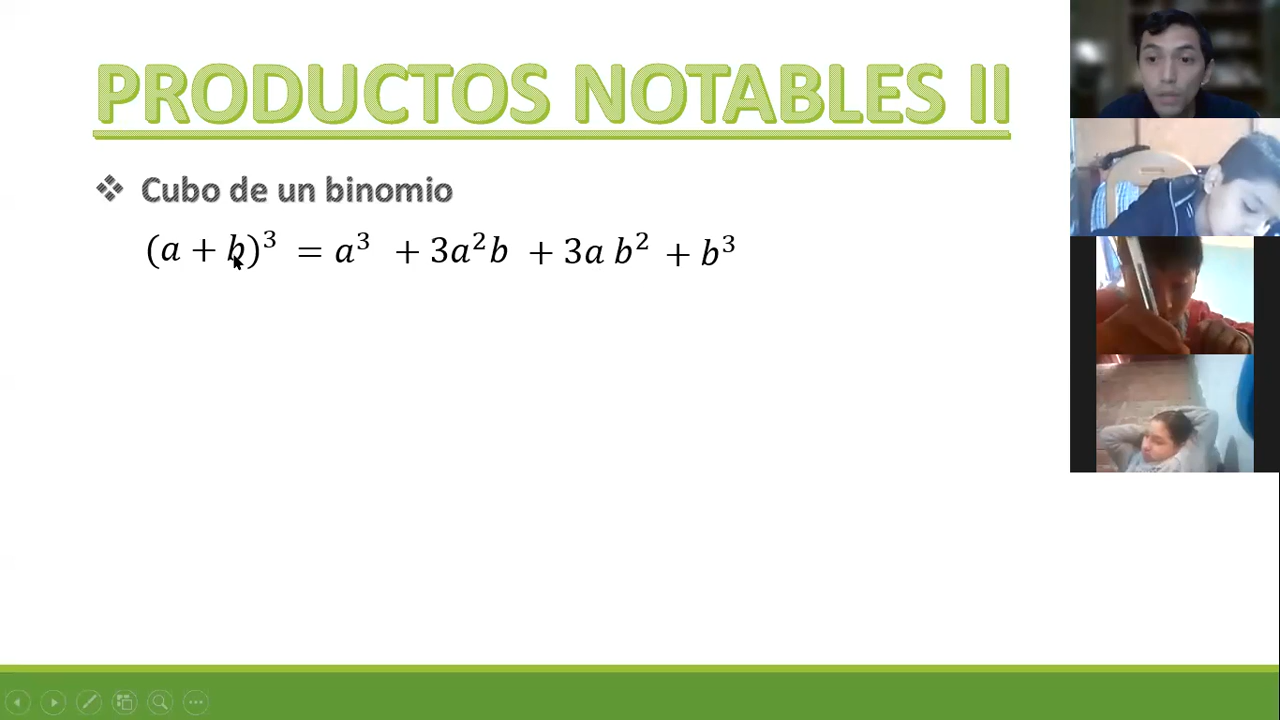 PRODUCTOS NOTABLES II
❖ Cubo de un binomio
(a + b)³ = a³ + 3a²b + 3a b² + b³